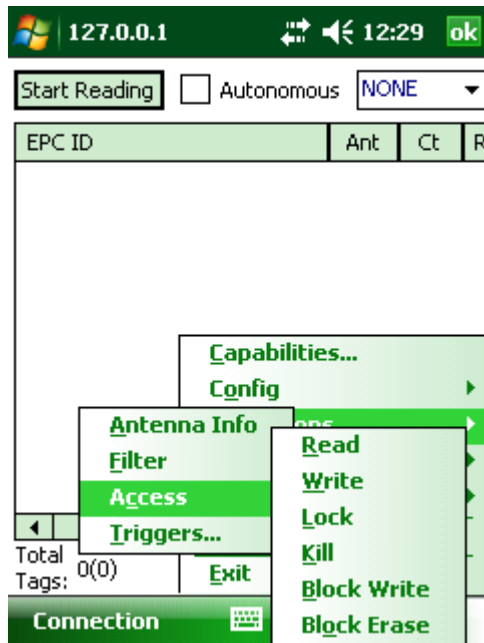 127.0.0.1 12:29 ok
Start Reading Autonomous NONE
EPC ID Ant Ct R
Capabilities...
Config
Antenna Info
Filter
Access
Triggers...
Read
Write
Lock
Kill
Block Write
Block Erase
Total
Tags: 0(0)
Exit
Connection